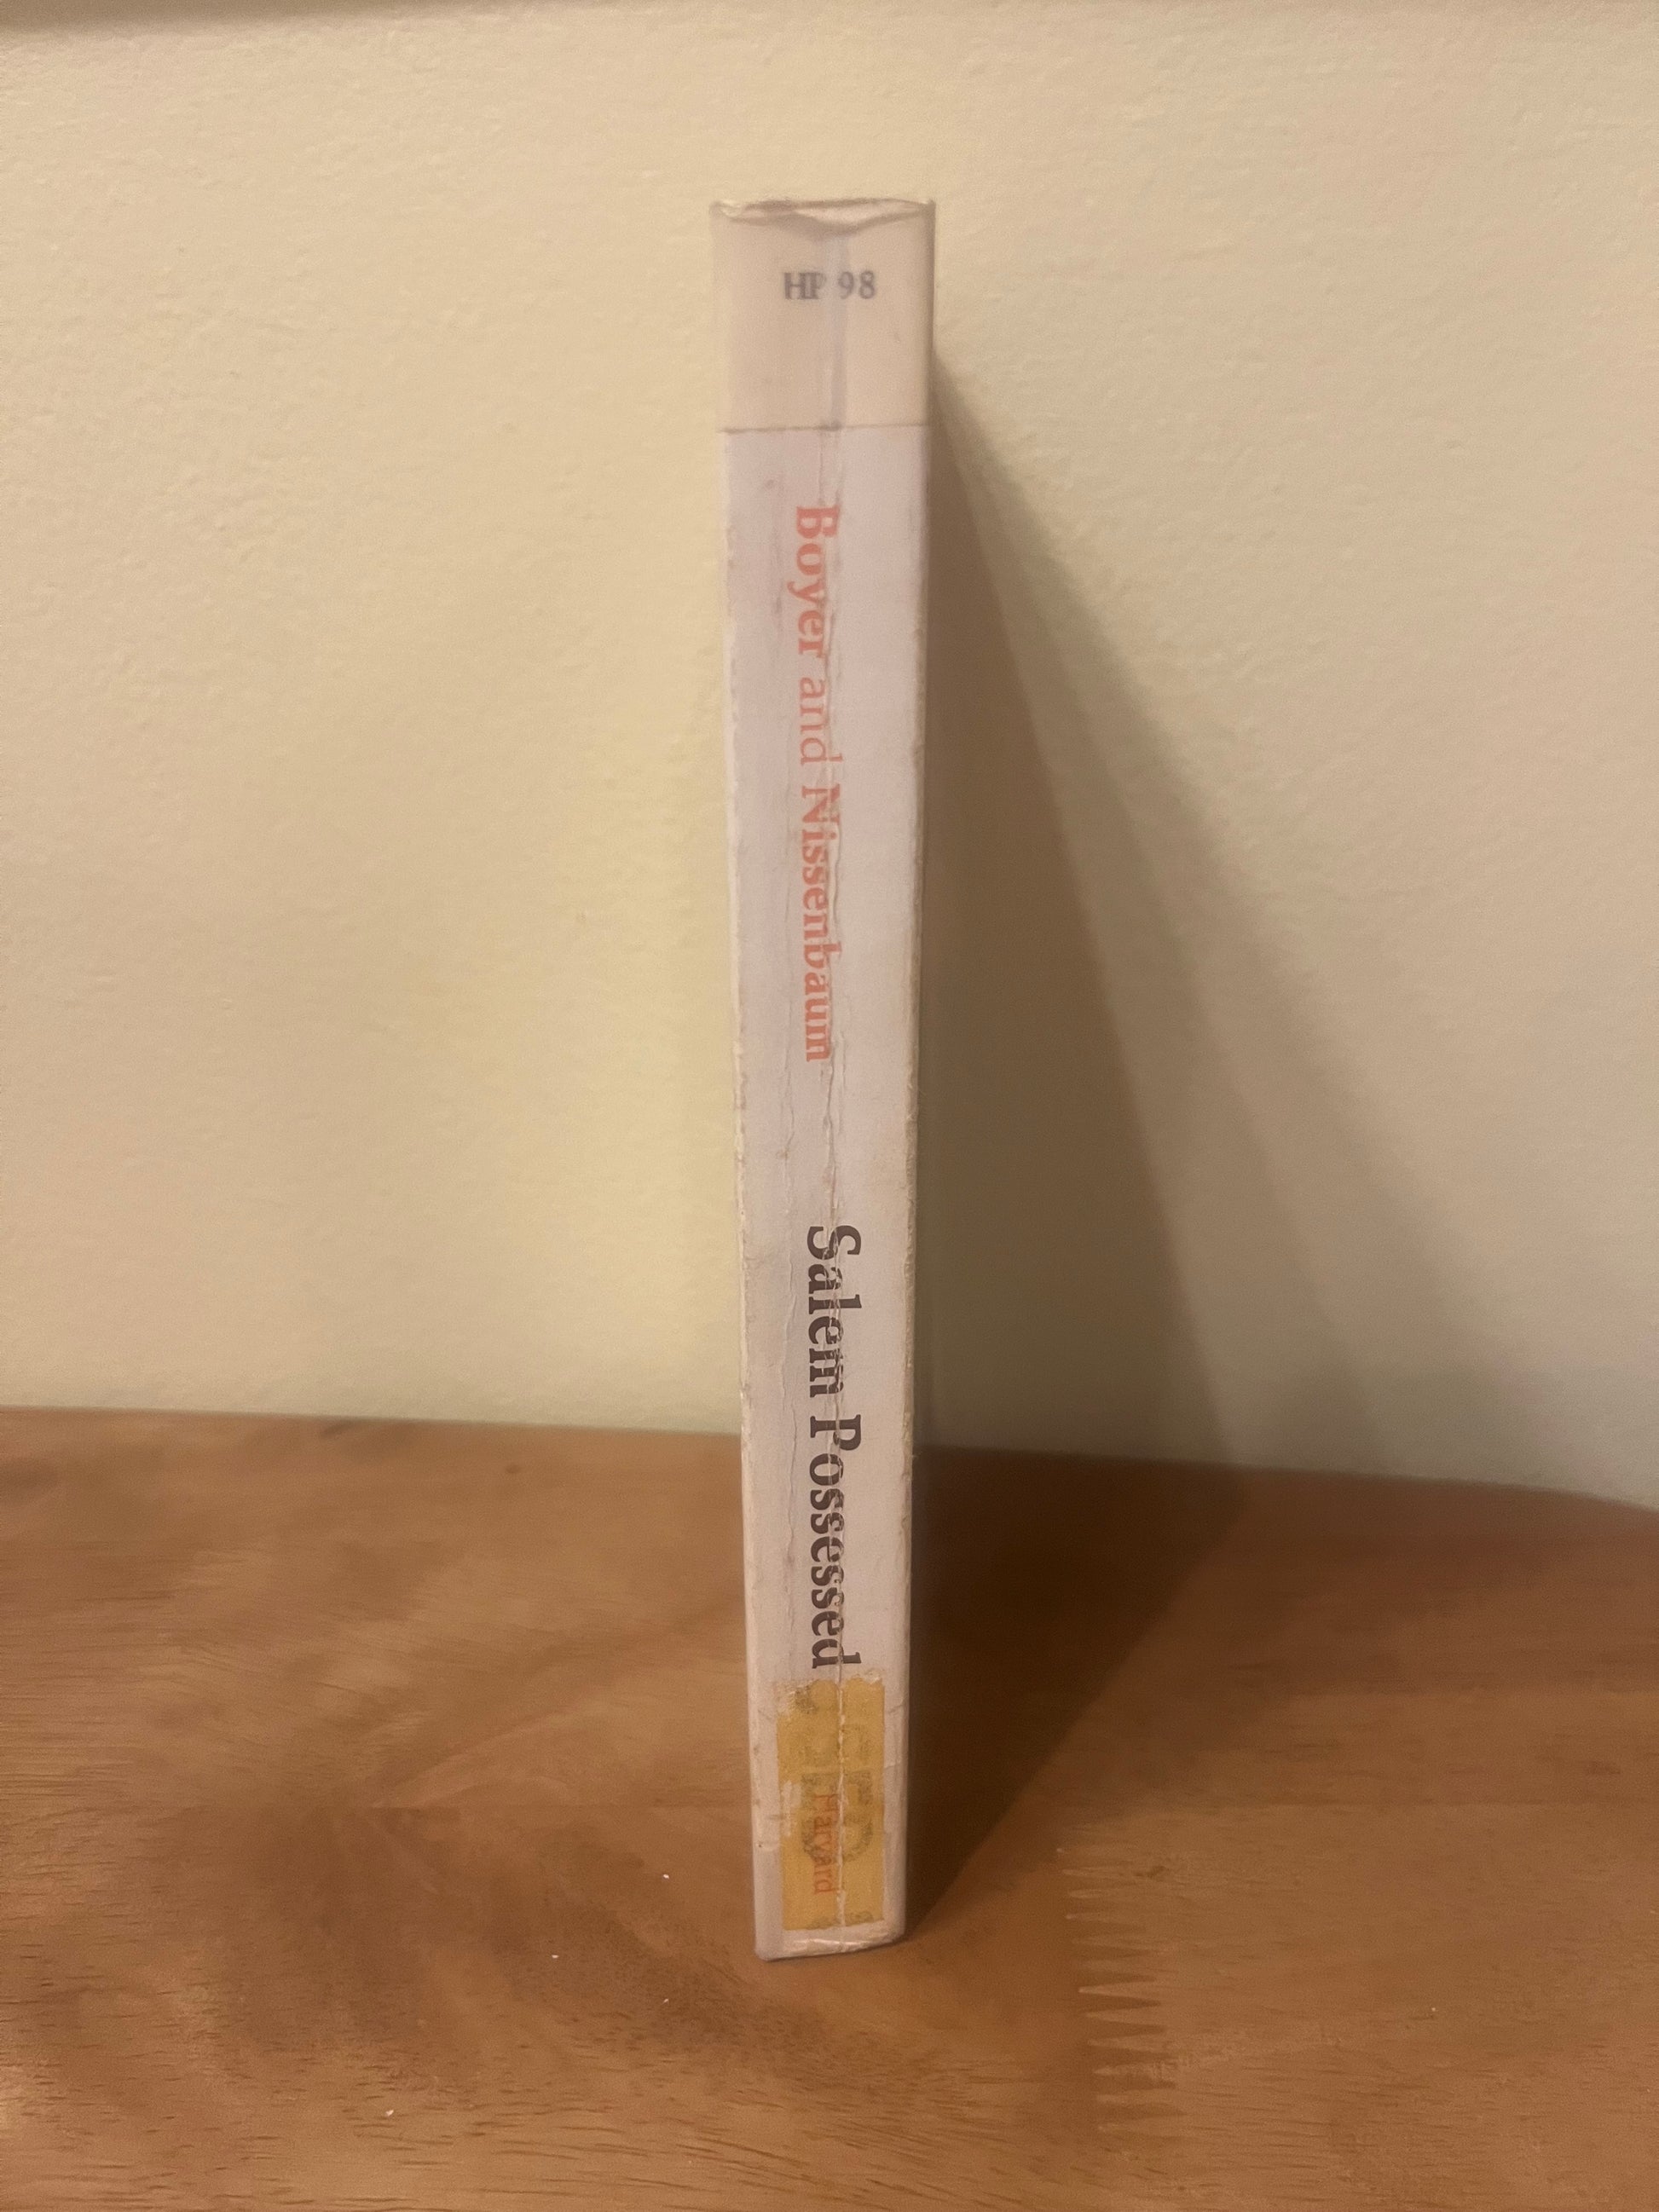 HP 98
Boyer and Nissenbaum
Salem Possessed
Harvard